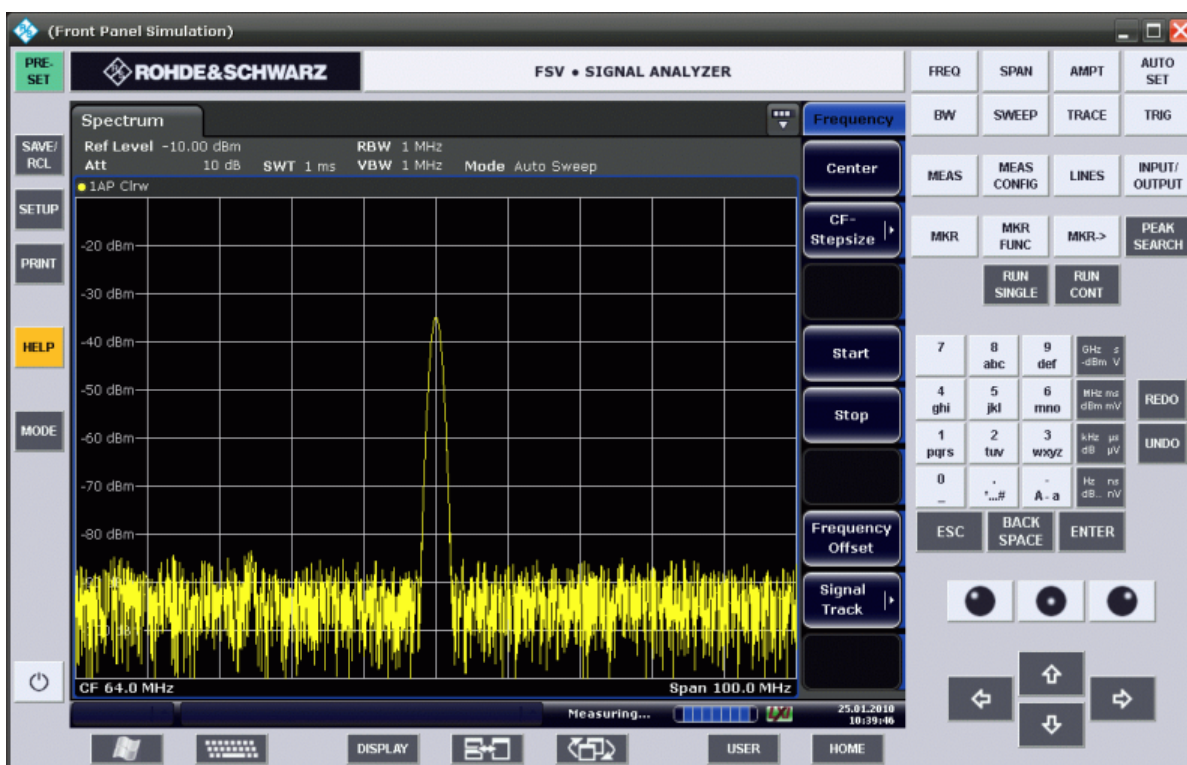 (Front Panel Simulation)
PRE-
SET
ROHDE&SCHWARZ
FSV • SIGNAL ANALYZER
FREQ SPAN AMPT AUTO
SET
Spectrum
Frequency
BW SWEEP TRACE TRIG
SAVE/
RCL
Ref Level -10.00 dBm RBW 1 MHz
Att 10 dB SWT 1 ms VBW 1 MHz Mode Auto Sweep
1AP Clrw
Center
MEAS MEAS
CONFIG LINES INPUT/
OUTPUT
SETUP
CF-
Stepsize
-20 dBm
MKR MKR
FUNC MKR-> PEAK
SEARCH
PRINT
-30 dBm
RUN
SINGLE RUN
CONT
HELP
-40 dBm
Start
7 8
abc 9
def GHz s
-dBm V
-50 dBm
4
ghi 5
jkl 6
mno MHz ms
dBm mV REDO
Stop
MODE
-60 dBm
1
pqrs 2
tuv 3
wxyz kHz µs
dB µV UNDO
-70 dBm
0
_ .
*...# -
A - a Hz ns
dB.. nV
-80 dBm
Frequency
Offset
ESC BACK
SPACE ENTER
Signal
Track
CF 64.0 MHz Span 100.0 MHz
Measuring... 25.01.2010
10:39:46
DISPLAY USER HOME